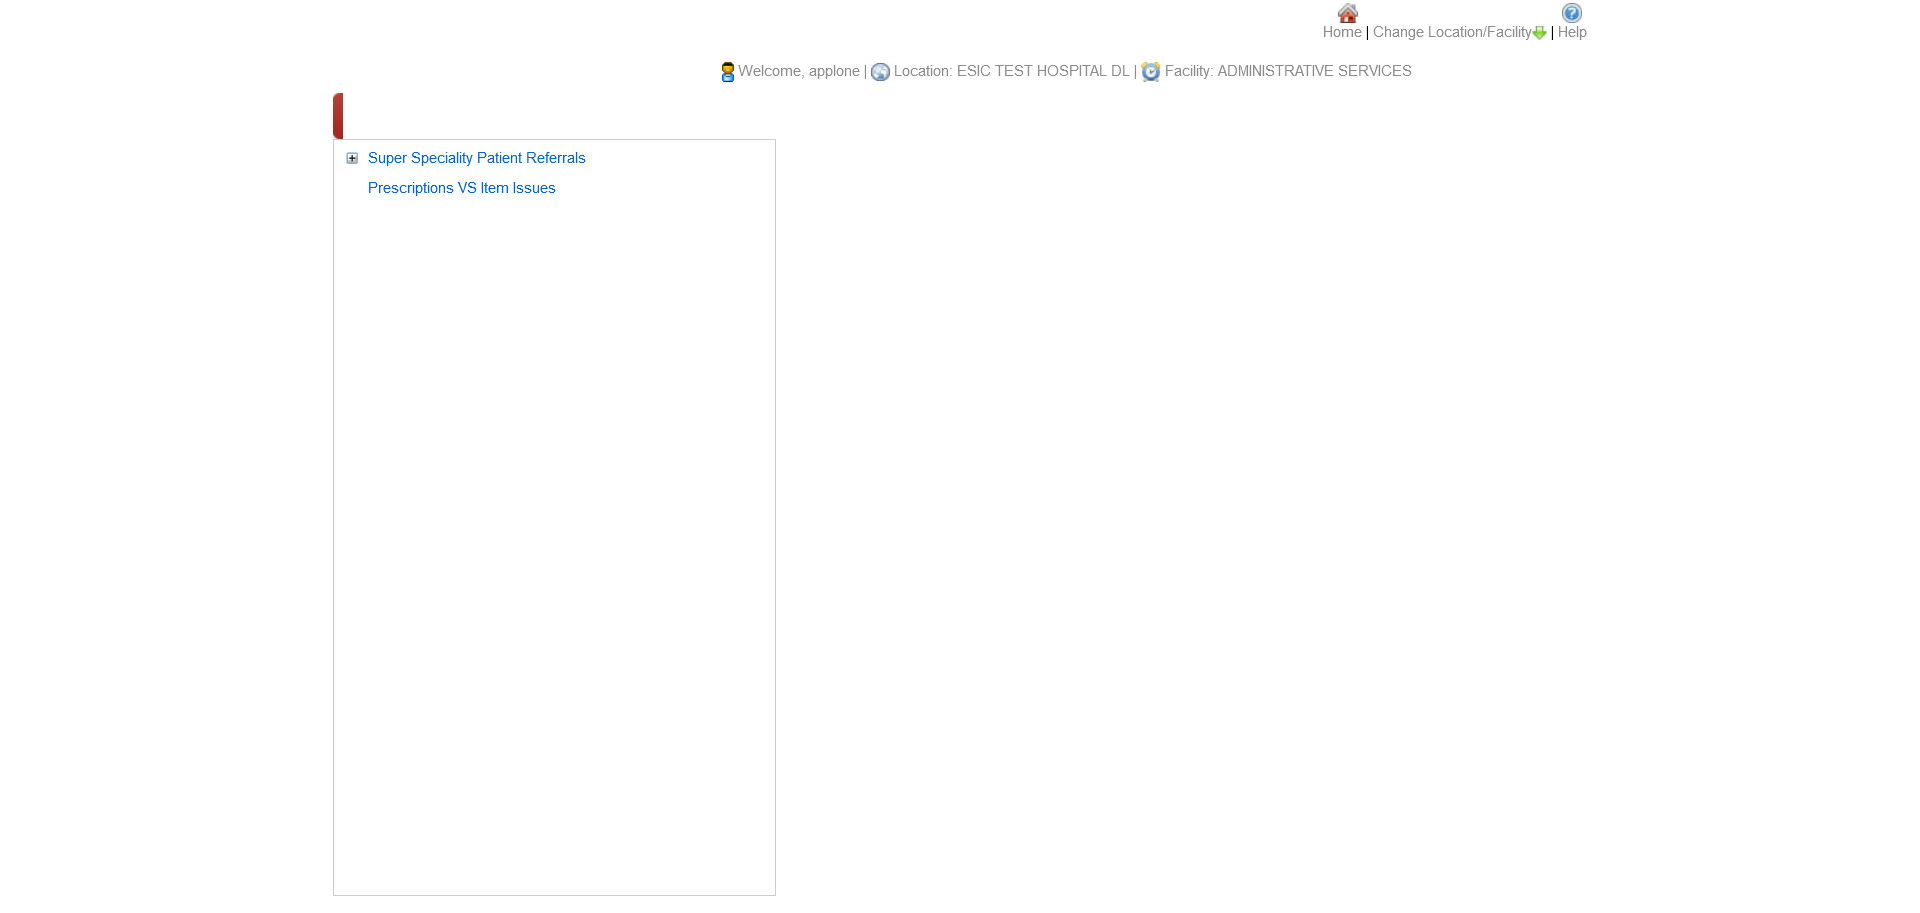 Home | Change Location/Facility | Help
Welcome, applone | Location: ESIC TEST HOSPITAL DL | Facility: ADMINISTRATIVE SERVICES
Super Speciality Patient Referrals
Prescriptions VS Item Issues